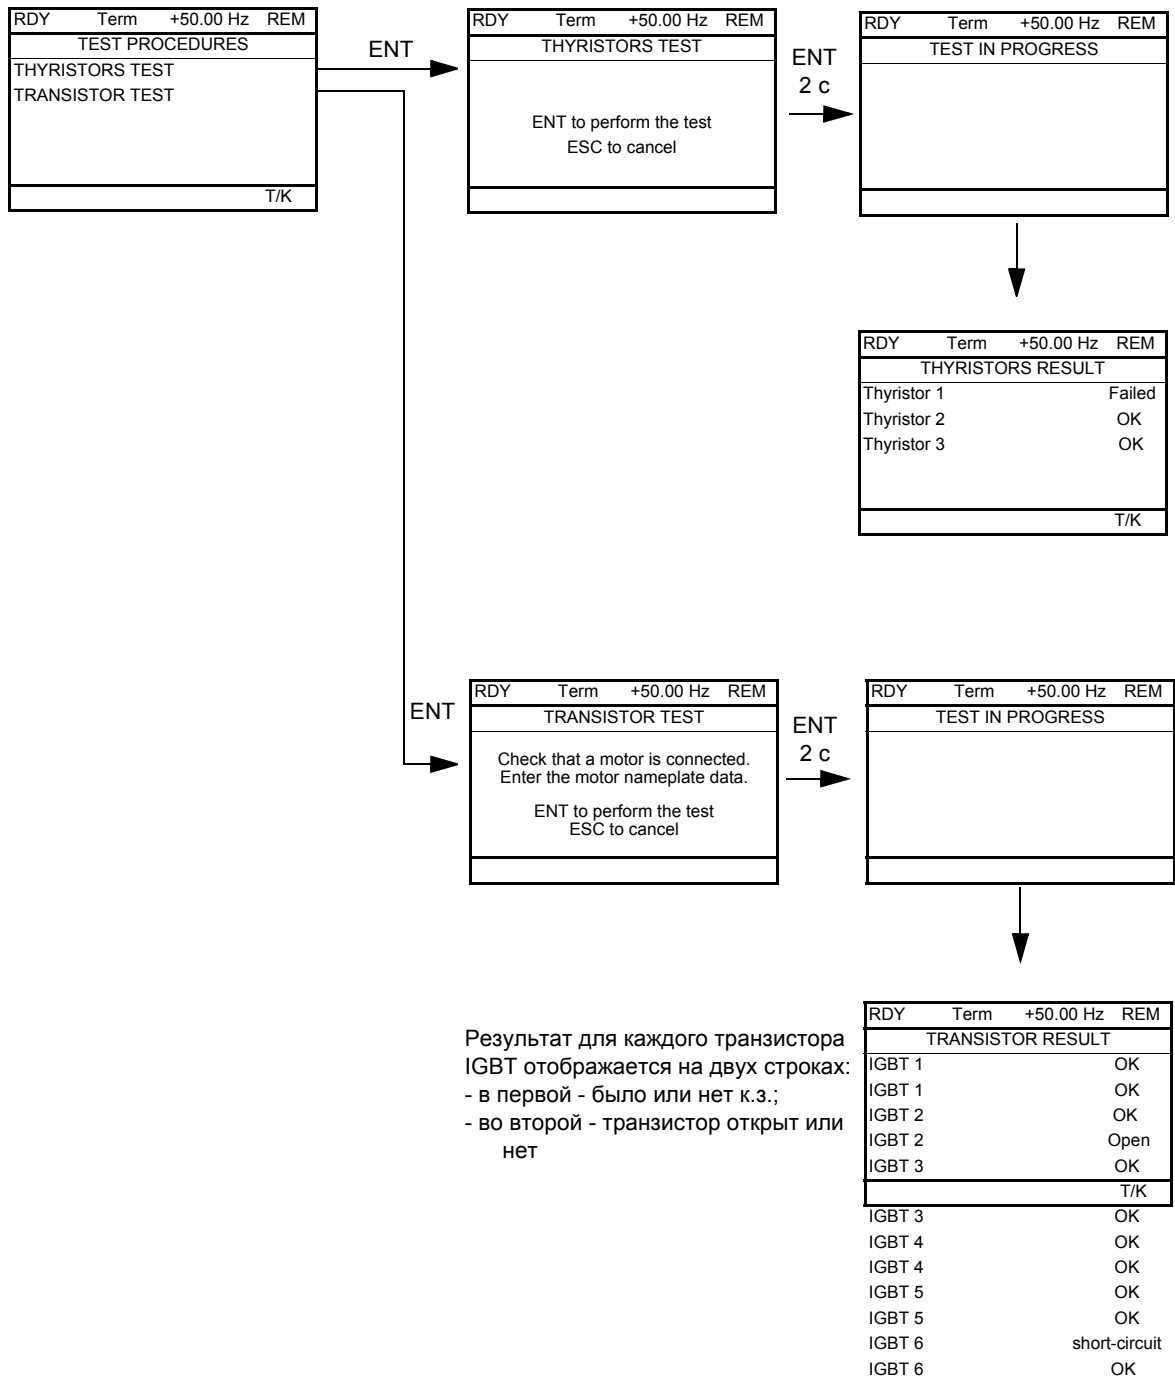 RDY Term +50.00 Hz REM
TEST PROCEDURES
THYRISTORS TEST
TRANSISTOR TEST
T/K
ENT
RDY Term +50.00 Hz REM
THYRISTORS TEST
ENT to perform the test
ESC to cancel
ENT
2 с
RDY Term +50.00 Hz REM
TEST IN PROGRESS
RDY Term +50.00 Hz REM
THYRISTORS RESULT
Thyristor 1 Failed
Thyristor 2 OK
Thyristor 3 OK
T/K
ENT
RDY Term +50.00 Hz REM
TRANSISTOR TEST
Check that a motor is connected.
Enter the motor nameplate data.
ENT to perform the test
ESC to cancel
ENT
2 с
RDY Term +50.00 Hz REM
TEST IN PROGRESS
Результат для каждого транзистора
IGBT отображается на двух строках:
- в первой - было или нет к.з.;
- во второй - транзистор открыт или
нет
RDY Term +50.00 Hz REM
TRANSISTOR RESULT
IGBT 1 OK
IGBT 1 OK
IGBT 2 OK
IGBT 2 Open
IGBT 3 OK
T/K
IGBT 3 OK
IGBT 4 OK
IGBT 4 OK
IGBT 5 OK
IGBT 5 OK
IGBT 6 short-circuit
IGBT 6 OK